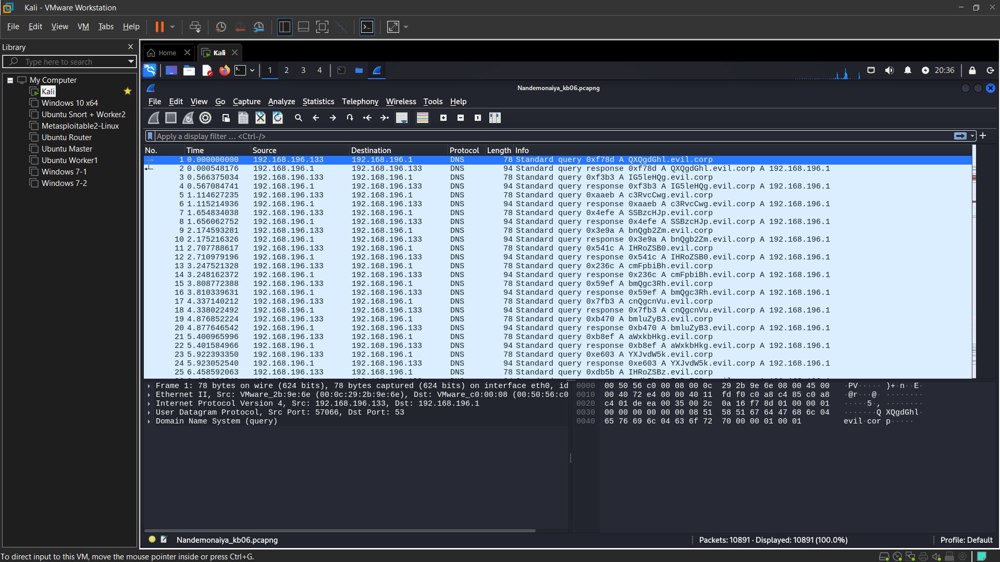 Kali - VMware Workstation
File Edit View VM Tabs Help
Library
Type here to search
My Computer
Kali
Windows 10 x64
Ubuntu Snort + Worker2
Metasploitable2-Linux
Ubuntu Router
Ubuntu Master
Ubuntu Worker1
Windows 7-1
Windows 7-2
Home Kali
1 2 3 4 20:36
Nandemonaiya_kb06.pcapng
File Edit View Go Capture Analyze Statistics Telephony Wireless Tools Help
Apply a display filter … <Ctrl-/>
No. Time Source Destination Protocol Length Info
1 0.000000000 192.168.196.133 192.168.196.1 DNS 78 Standard query 0xf78d A QXQgdGhl.evil.corp
2 0.000548176 192.168.196.1 192.168.196.133 DNS 94 Standard query response 0xf78d A QXQgdGhl.evil.corp A 192.168.196.1
3 0.566375034 192.168.196.133 192.168.196.1 DNS 78 Standard query 0xf3b3 A IG5leHQg.evil.corp
4 0.567084741 192.168.196.1 192.168.196.133 DNS 94 Standard query response 0xf3b3 A IG5leHQg.evil.corp A 192.168.196.1
5 1.114627235 192.168.196.133 192.168.196.1 DNS 78 Standard query 0xaaeb A c3RvcCwg.evil.corp
6 1.115214936 192.168.196.1 192.168.196.133 DNS 94 Standard query response 0xaaeb A c3RvcCwg.evil.corp A 192.168.196.1
7 1.654834038 192.168.196.133 192.168.196.1 DNS 78 Standard query 0x4efe A SSBzcHJp.evil.corp
8 1.656062752 192.168.196.1 192.168.196.133 DNS 94 Standard query response 0x4efe A SSBzcHJp.evil.corp A 192.168.196.1
9 2.174593281 192.168.196.133 192.168.196.1 DNS 78 Standard query 0x3e9a A bnQgb2Zm.evil.corp
10 2.175216326 192.168.196.1 192.168.196.133 DNS 94 Standard query response 0x3e9a A bnQgb2Zm.evil.corp A 192.168.196.1
11 2.707788617 192.168.196.133 192.168.196.1 DNS 78 Standard query 0x541c A IHRoZSB0.evil.corp
12 2.710979196 192.168.196.1 192.168.196.133 DNS 94 Standard query response 0x541c A IHRoZSB0.evil.corp A 192.168.196.1
13 3.247521328 192.168.196.133 192.168.196.1 DNS 78 Standard query 0x236c A cmFpbiBh.evil.corp
14 3.248162372 192.168.196.1 192.168.196.133 DNS 94 Standard query response 0x236c A cmFpbiBh.evil.corp A 192.168.196.1
15 3.808772388 192.168.196.133 192.168.196.1 DNS 78 Standard query 0x59ef A bmQgc3Rh.evil.corp
16 3.810339631 192.168.196.1 192.168.196.133 DNS 94 Standard query response 0x59ef A bmQgc3Rh.evil.corp A 192.168.196.1
17 4.337140212 192.168.196.133 192.168.196.1 DNS 78 Standard query 0x7fb3 A cnQgcnVu.evil.corp
18 4.338022492 192.168.196.1 192.168.196.133 DNS 94 Standard query response 0x7fb3 A cnQgcnVu.evil.corp A 192.168.196.1
19 4.876852224 192.168.196.133 192.168.196.1 DNS 78 Standard query 0xb470 A bmluZyB3.evil.corp
20 4.877646542 192.168.196.1 192.168.196.133 DNS 94 Standard query response 0xb470 A bmluZyB3.evil.corp A 192.168.196.1
21 5.400965996 192.168.196.133 192.168.196.1 DNS 78 Standard query 0xb8ef A aWxkbHkg.evil.corp
22 5.401584966 192.168.196.1 192.168.196.133 DNS 94 Standard query response 0xb8ef A aWxkbHkg.evil.corp A 192.168.196.1
23 5.922393350 192.168.196.133 192.168.196.1 DNS 78 Standard query 0xe603 A YXJvdW5k.evil.corp
24 5.923052540 192.168.196.1 192.168.196.133 DNS 94 Standard query response 0xe603 A YXJvdW5k.evil.corp A 192.168.196.1
25 6.458592063 192.168.196.133 192.168.196.1 DNS 78 Standard query 0xdb5b A IHRoZSBz.evil.corp
Frame 1: 78 bytes on wire (624 bits), 78 bytes captured (624 bits) on interface eth0, id
Ethernet II, Src: VMware_2b:9e:6e (00:0c:29:2b:9e:6e), Dst: VMware_c0:00:08 (00:50:56:c0
Internet Protocol Version 4, Src: 192.168.196.133, Dst: 192.168.196.1
User Datagram Protocol, Src Port: 57066, Dst Port: 53
Domain Name System (query)
0000 00 50 56 c0 00 08 00 0c 29 2b 9e 6e 08 00 45 00 ·PV····· )+·n··E·
0010 00 40 72 e4 00 00 40 11 fd f0 c0 a8 c4 85 c0 a8 ·@r···@· ········
0020 c4 01 de ea 00 35 00 2c 0a 16 f7 8d 01 00 00 01 ·····5·, ········
0030 00 00 00 00 00 00 08 51 58 51 67 64 47 68 6c 04 ·······Q XQgdGhl·
0040 65 76 69 6c 04 63 6f 72 70 00 00 01 00 01 evil·cor p·····
Nandemonaiya_kb06.pcapng
Packets: 10891 · Displayed: 10891 (100.0%)
Profile: Default
To direct input to this VM, move the mouse pointer inside or press Ctrl+G.